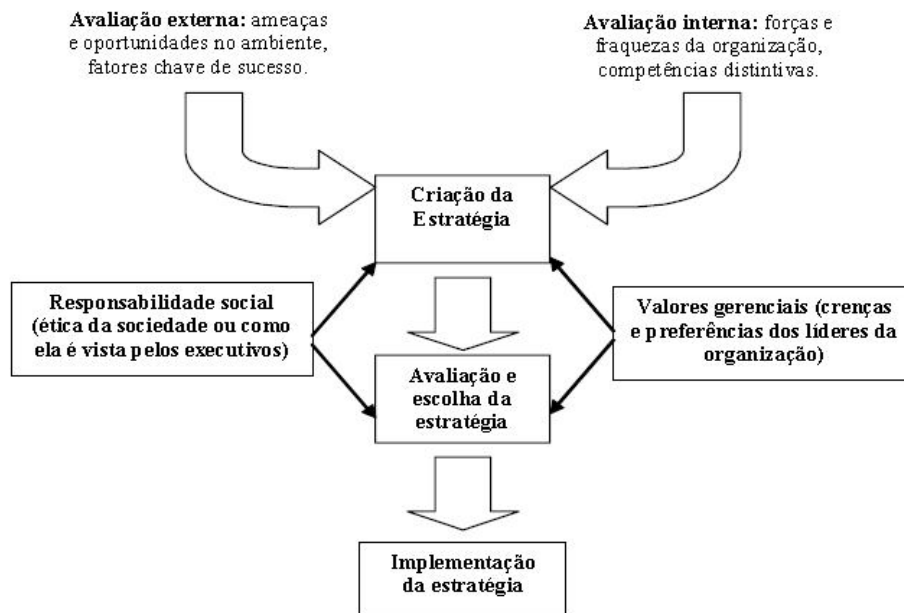 Avaliação externa: ameaças
e oportunidades no ambiente,
fatores chave de sucesso.
Avaliação interna: forças e
fraquezas da organização,
competências distintivas.
Criação da
Estratégia
Responsabilidade social
(ética da sociedade ou como
ela é vista pelos executivos)
Valores gerenciais (crenças
e preferências dos líderes da
organização)
Avaliação e
escolha da
estratégia
Implementação
da estratégia